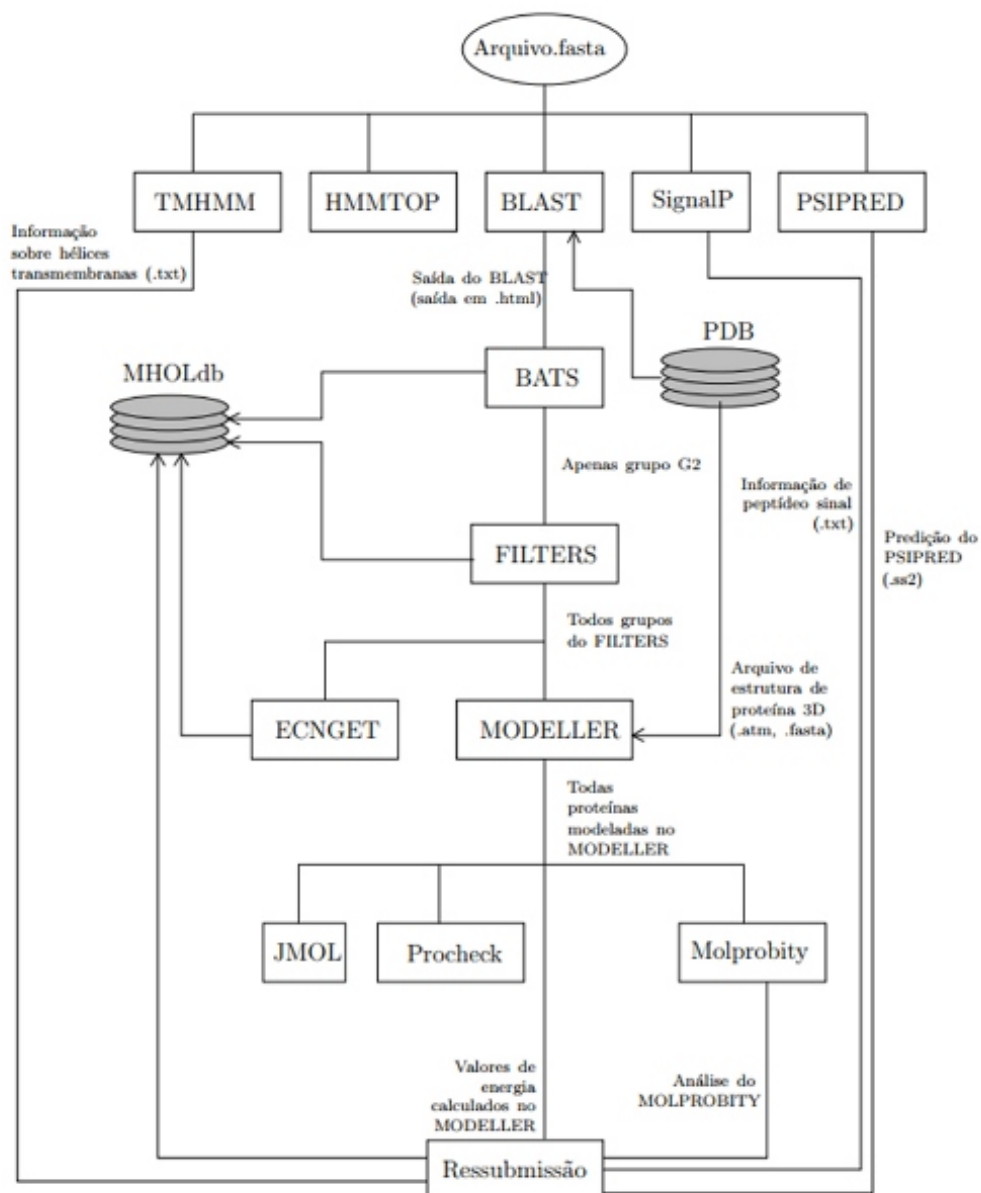 Arquivo.fasta
TMHMM
HMMTOP
BLAST
SignalP
PSIPRED
Informação
sobre hélices
transmembranas (.txt)
Saída do BLAST
(saída em .html)
PDB
MHOLdb
BATS
Apenas grupo G2
Informação de
peptídeo sinal
(.txt)
Predição do
PSIPRED
(.ss2)
FILTERS
Todos grupos
do FILTERS
Arquivo de
estrutura de
proteína 3D
(.atm, .fasta)
ECNGET
MODELLER
Todas
proteínas
modeladas no
MODELLER
JMOL
Procheck
Molprobity
Valores de
energia
calculados no
MODELLER
Análise do
MOLPROBITY
Ressubmissão